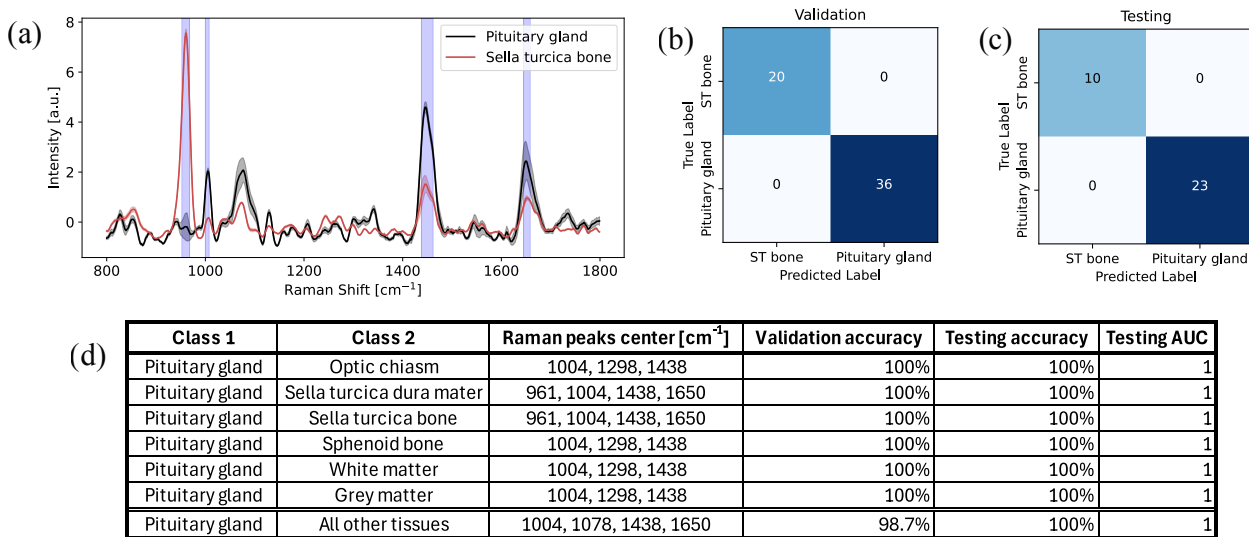 (a)
8
6
4
2
0
Intensity [a.u.]
800
1000
1200
1400
1600
1800
Raman Shift [cm⁻¹]
Pituitary gland
Sella turcica bone
(b)
Validation
True Label
ST bone
Pituitary gland
20
0
0
36
ST bone
Pituitary gland
Predicted Label
(c)
Testing
True Label
ST bone
Pituitary gland
10
0
0
23
ST bone
Pituitary gland
Predicted Label
(d)
Class 1 Class 2 Raman peaks center [cm⁻¹] Validation accuracy Testing accuracy Testing AUC
Pituitary gland Optic chiasm 1004, 1298, 1438 100% 100% 1
Pituitary gland Sella turcica dura mater 961, 1004, 1438, 1650 100% 100% 1
Pituitary gland Sella turcica bone 961, 1004, 1438, 1650 100% 100% 1
Pituitary gland Sphenoid bone 1004, 1298, 1438 100% 100% 1
Pituitary gland White matter 1004, 1298, 1438 100% 100% 1
Pituitary gland Grey matter 1004, 1298, 1438 100% 100% 1
Pituitary gland All other tissues 1004, 1078, 1438, 1650 98.7% 100% 1